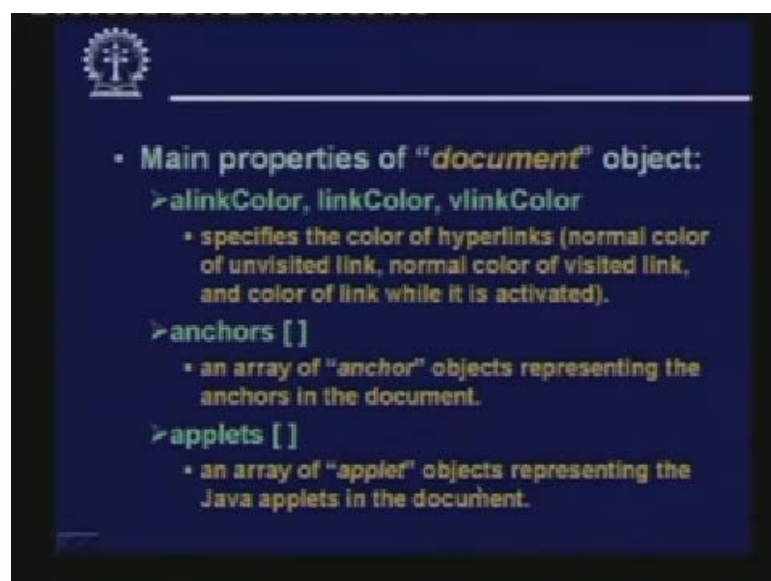 ▪ Main properties of “document” object:
➢alinkColor, linkColor, vlinkColor
▪ specifies the color of hyperlinks (normal color
of unvisited link, normal color of visited link,
and color of link while it is activated).
➢anchors [ ]
▪ an array of “anchor” objects representing the
anchors in the document.
➢applets [ ]
▪ an array of “applet” objects representing the
Java applets in the document.